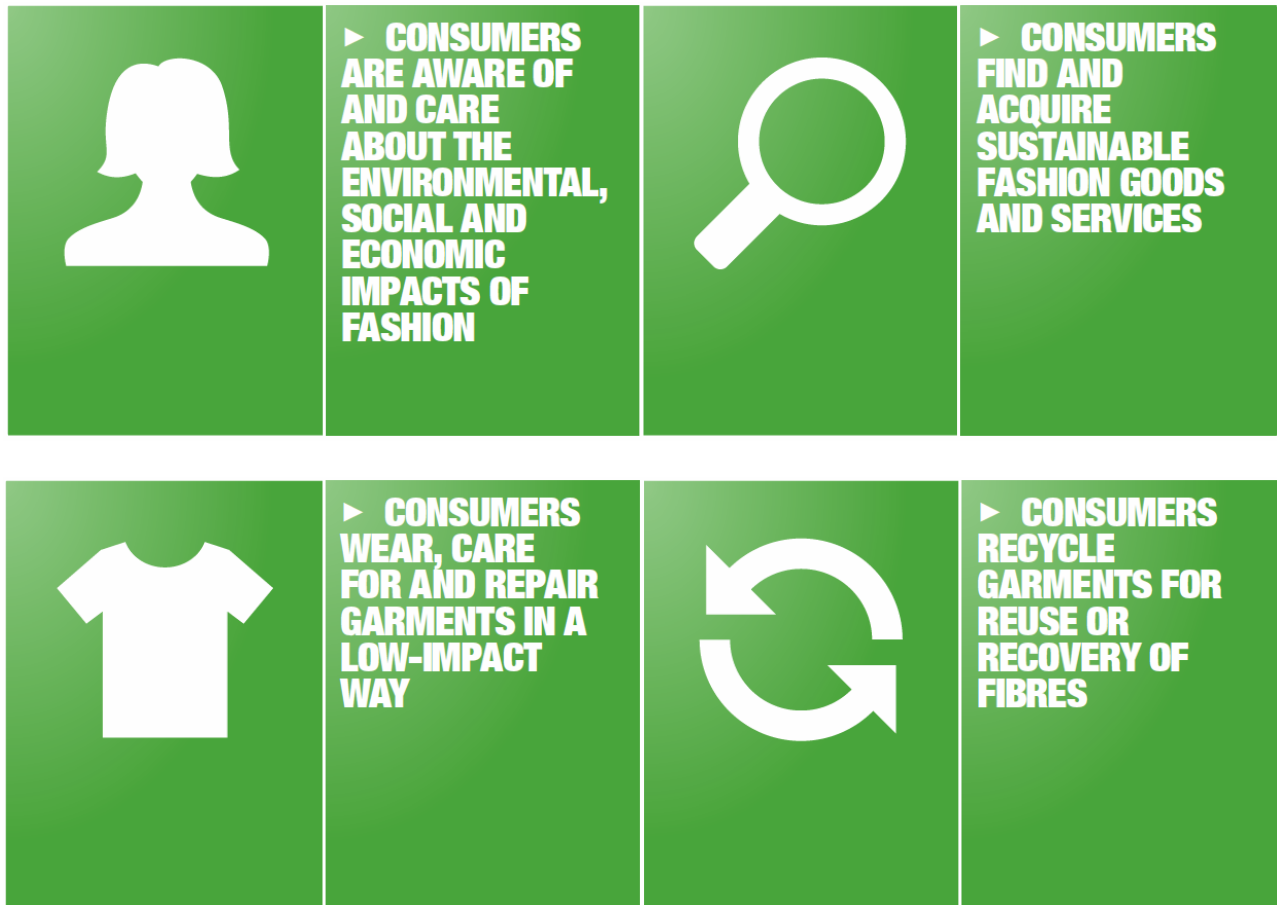 ► CONSUMERS
ARE AWARE OF
AND CARE
ABOUT THE
ENVIRONMENTAL,
SOCIAL AND
ECONOMIC
IMPACTS OF
FASHION
► CONSUMERS
FIND AND
ACQUIRE
SUSTAINABLE
FASHION GOODS
AND SERVICES
► CONSUMERS
WEAR, CARE
FOR AND REPAIR
GARMENTS IN A
LOW-IMPACT
WAY
► CONSUMERS
RECYCLE
GARMENTS FOR
REUSE OR
RECOVERY OF
FIBRES